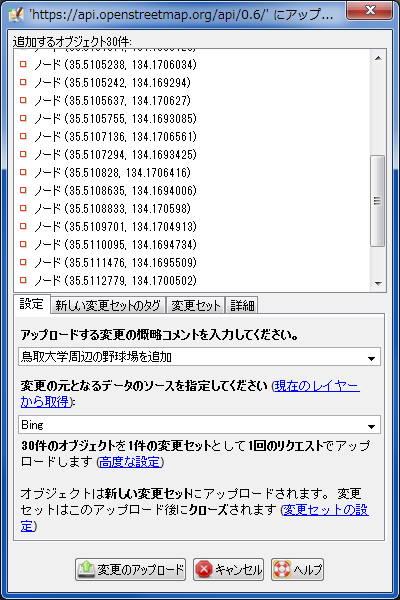 'https://api.openstreetmap.org/api/0.6/' にアップ...
追加するオブジェクト30件:
ノード (35.5105238, 134.1706034)
ノード (35.5105242, 134.169294)
ノード (35.5105637, 134.170627)
ノード (35.5105755, 134.1693085)
ノード (35.5107136, 134.1706561)
ノード (35.5107294, 134.1693425)
ノード (35.510828, 134.1706416)
ノード (35.5108635, 134.1694006)
ノード (35.5108833, 134.170598)
ノード (35.5109701, 134.1704913)
ノード (35.5110095, 134.1694734)
ノード (35.5111476, 134.1695509)
ノード (35.5112779, 134.1700502)
設定 新しい変更セットのタグ 変更セット 詳細
アップロードする変更の概略コメントを入力してください。
鳥取大学周辺の野球場を追加
変更の元となるデータのソースを指定してください (現在のレイヤー
から取得):
Bing
30件のオブジェクトを1件の変更セットとして1回のリクエストでアップ
ロードします (高度な設定)
オブジェクトは新しい変更セットにアップロードされます。 変更
セットはこのアップロード後にクローズされます (変更セットの設
定)
変更のアップロード キャンセル ヘルプ